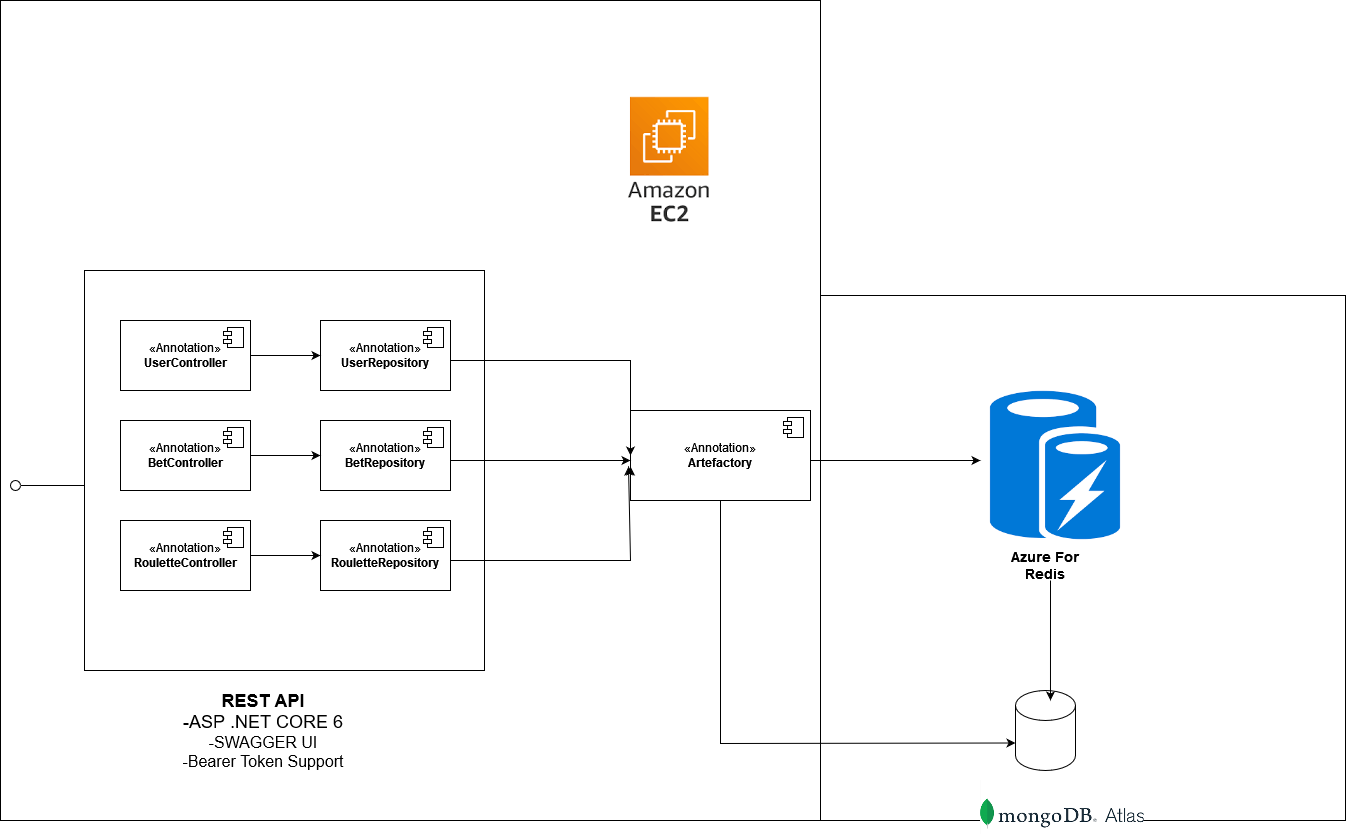 Amazon
EC2
«Annotation»
UserController
«Annotation»
UserRepository
«Annotation»
BetController
«Annotation»
BetRepository
«Annotation»
Artefactory
«Annotation»
RouletteController
«Annotation»
RouletteRepository
Azure For
Redis
REST API
-ASP .NET CORE 6
-SWAGGER UI
-Bearer Token Support
mongoDB. Atlas